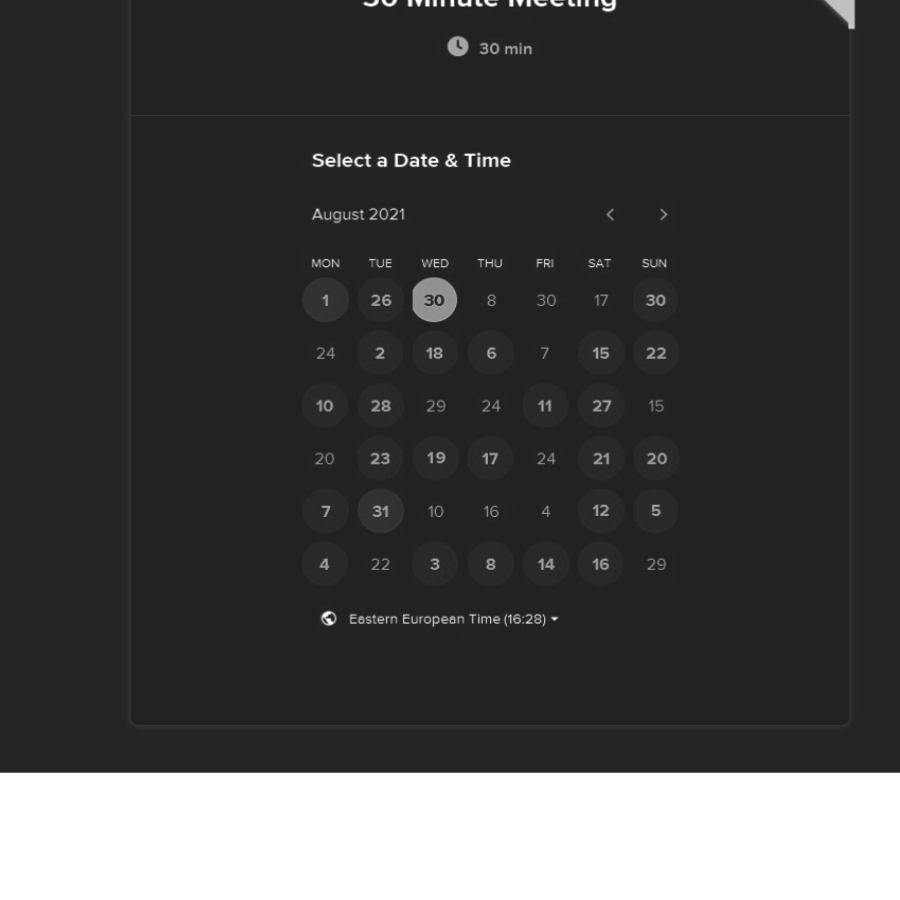 30 Minute Meeting
30 min
Select a Date & Time
August 2021
MON TUE WED THU FRI SAT SUN
1 26 30 8 30 17 30
24 2 18 6 7 15 22
10 28 29 24 11 27 15
20 23 19 17 24 21 20
7 31 10 16 4 12 5
4 22 3 8 14 16 29
Eastern European Time (16:28)